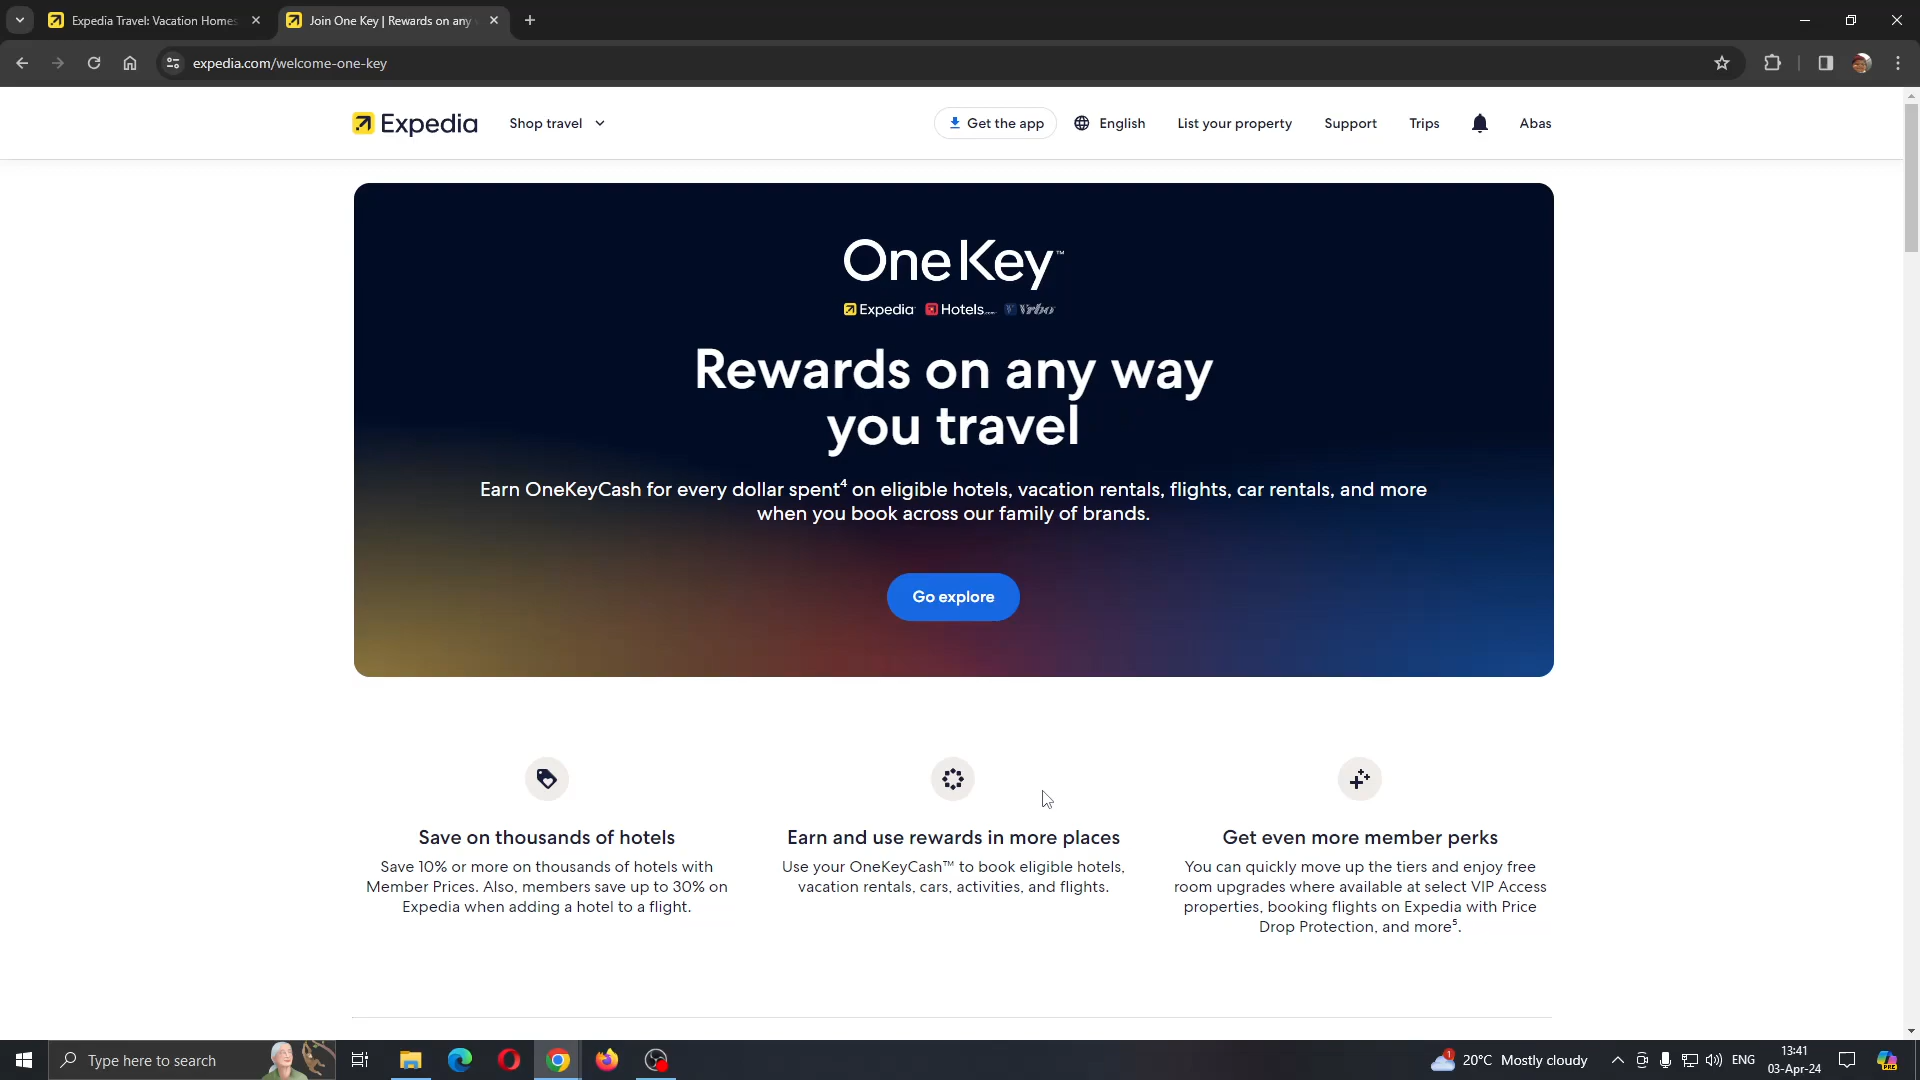 Expedia Travel: Vacation Homes
Join One Key | Rewards on any
expedia.com/welcome-one-key
Expedia
Shop travel
Get the app
English
List your property
Support
Trips
Abas
OneKey™
Expedia Hotels.com Vrbo
Rewards on any way
you travel
Earn OneKeyCash for every dollar spent⁴ on eligible hotels, vacation rentals, flights, car rentals, and more
when you book across our family of brands.
Go explore
Save on thousands of hotels
Save 10% or more on thousands of hotels with
Member Prices. Also, members save up to 30% on
Expedia when adding a hotel to a flight.
Earn and use rewards in more places
Use your OneKeyCash™ to book eligible hotels,
vacation rentals, cars, activities, and flights.
Get even more member perks
You can quickly move up the tiers and enjoy free
room upgrades where available at select VIP Access
properties, booking flights on Expedia with Price
Drop Protection, and more⁵.
Type here to search
1
20°C Mostly cloudy
ENG
13:41
03-Apr-24
PRE